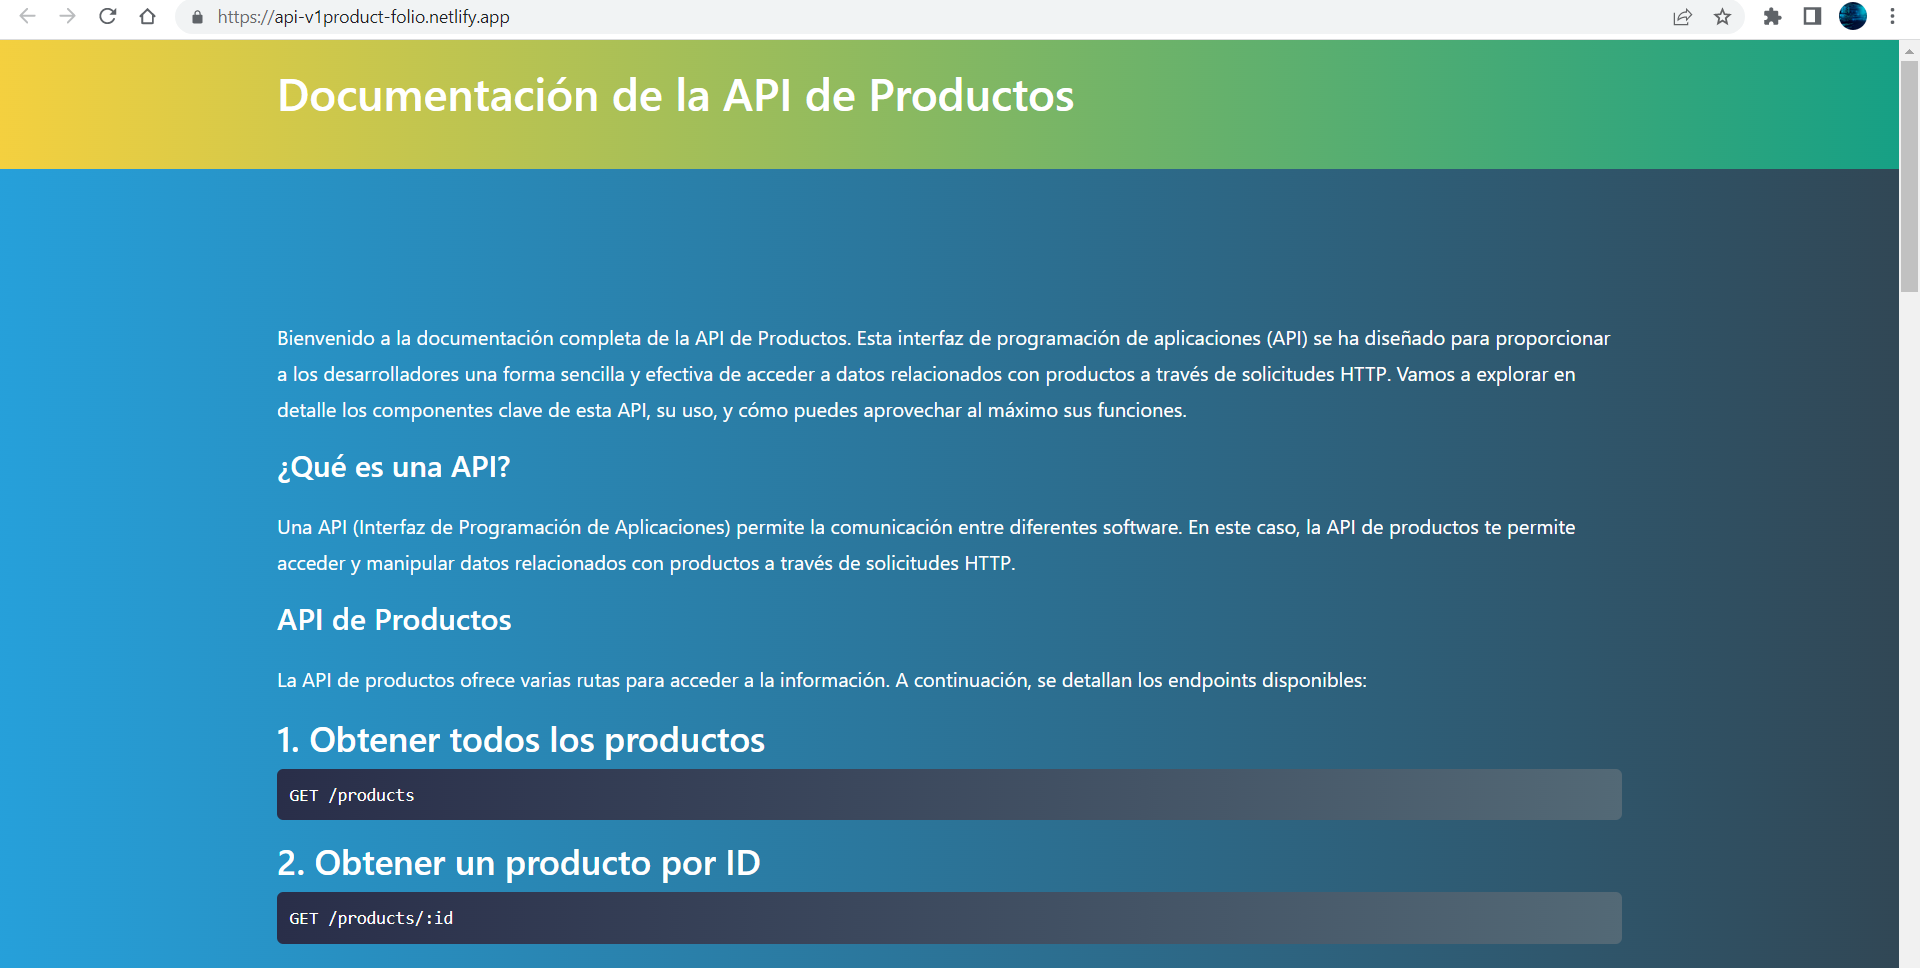 https://api-v1product-folio.netlify.app
Documentación de la API de Productos
Bienvenido a la documentación completa de la API de Productos. Esta interfaz de programación de aplicaciones (API) se ha diseñado para proporcionar
a los desarrolladores una forma sencilla y efectiva de acceder a datos relacionados con productos a través de solicitudes HTTP. Vamos a explorar en
detalle los componentes clave de esta API, su uso, y cómo puedes aprovechar al máximo sus funciones.
¿Qué es una API?
Una API (Interfaz de Programación de Aplicaciones) permite la comunicación entre diferentes software. En este caso, la API de productos te permite
acceder y manipular datos relacionados con productos a través de solicitudes HTTP.
API de Productos
La API de productos ofrece varias rutas para acceder a la información. A continuación, se detallan los endpoints disponibles:
1. Obtener todos los productos
GET /products
2. Obtener un producto por ID
GET /products/:id